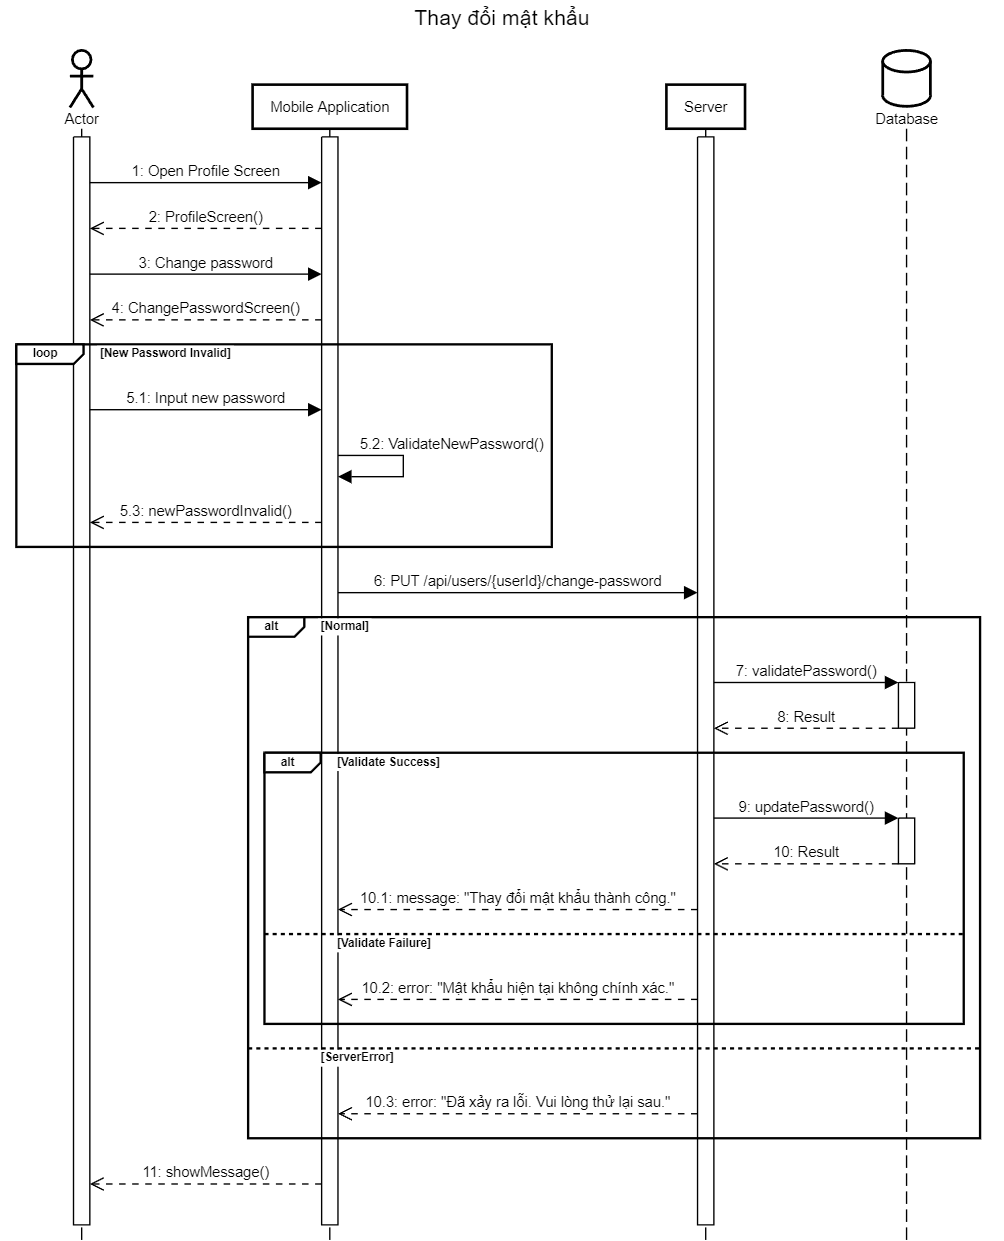 Thay đổi mật khẩu
Actor
Mobile Application
Server
Database
1: Open Profile Screen
2: ProfileScreen()
3: Change password
4: ChangePasswordScreen()
loop
[New Password Invalid]
5.1: Input new password
5.2: ValidateNewPassword()
5.3: newPasswordInvalid()
6: PUT /api/users/{userId}/change-password
alt
[Normal]
7: validatePassword()
8: Result
alt
[Validate Success]
9: updatePassword()
10: Result
10.1: message: "Thay đổi mật khẩu thành công."
[Validate Failure]
10.2: error: "Mật khẩu hiện tại không chính xác."
[ServerError]
10.3: error: "Đã xảy ra lỗi. Vui lòng thử lại sau."
11: showMessage()